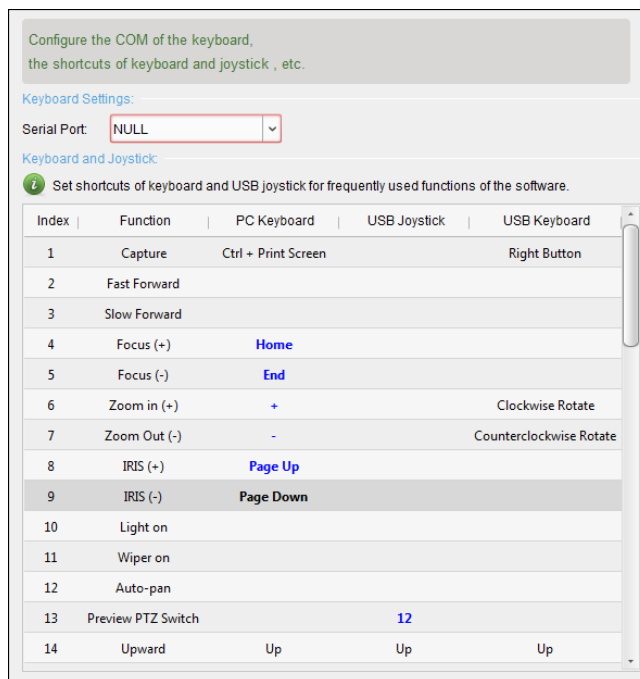 Configure the COM of the keyboard,
the shortcuts of keyboard and joystick , etc.
Keyboard Settings:
Serial Port: NULL
Keyboard and Joystick:
Set shortcuts of keyboard and USB joystick for frequently used functions of the software.
Index Function PC Keyboard USB Joystick USB Keyboard
1 Capture Ctrl + Print Screen Right Button
2 Fast Forward
3 Slow Forward
4 Focus (+) Home
5 Focus (-) End
6 Zoom in (+) + Clockwise Rotate
7 Zoom Out (-) - Counterclockwise Rotate
8 IRIS (+) Page Up
9 IRIS (-) Page Down
10 Light on
11 Wiper on
12 Auto-pan
13 Preview PTZ Switch 12
14 Upward Up Up Up